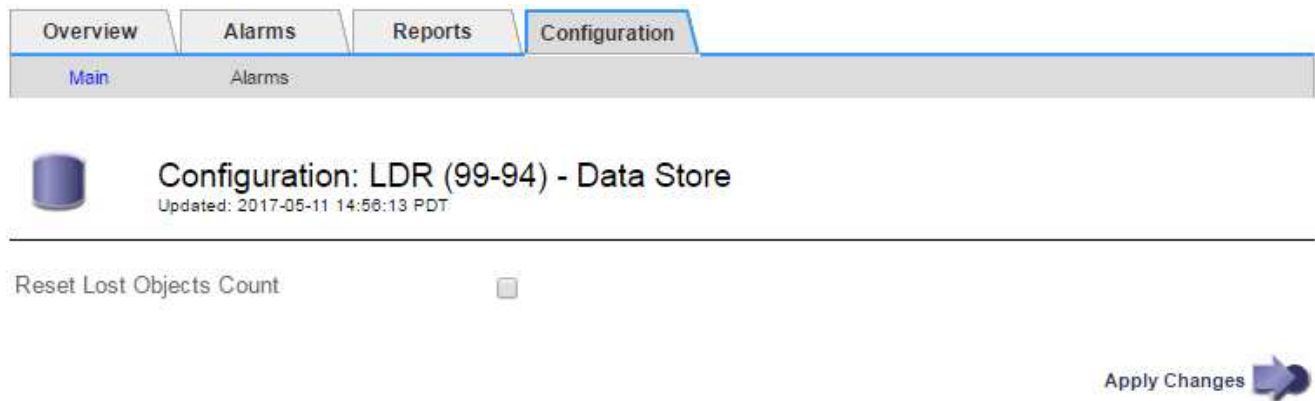 Overview Alarms Reports Configuration
Main Alarms
Configuration: LDR (99-94) - Data Store
Updated: 2017-05-11 14:56:13 PDT
Reset Lost Objects Count
Apply Changes